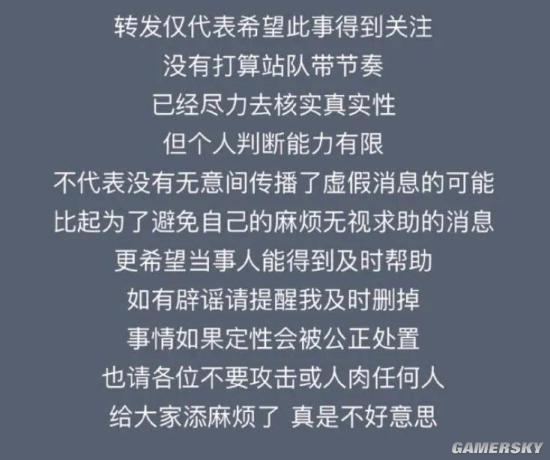 转发仅代表希望此事得到关注
没有打算站队带节奏
已经尽力去核实真实性
但个人判断能力有限
不代表没有无意间传播了虚假消息的可能
比起为了避免自己的麻烦无视求助的消息
更希望当事人能得到及时帮助
如有辟谣请提醒我及时删掉
事情如果定性会被公正处置
也请各位不要攻击或人肉任何人
给大家添麻烦了 真是不好意思
GAMERSKY